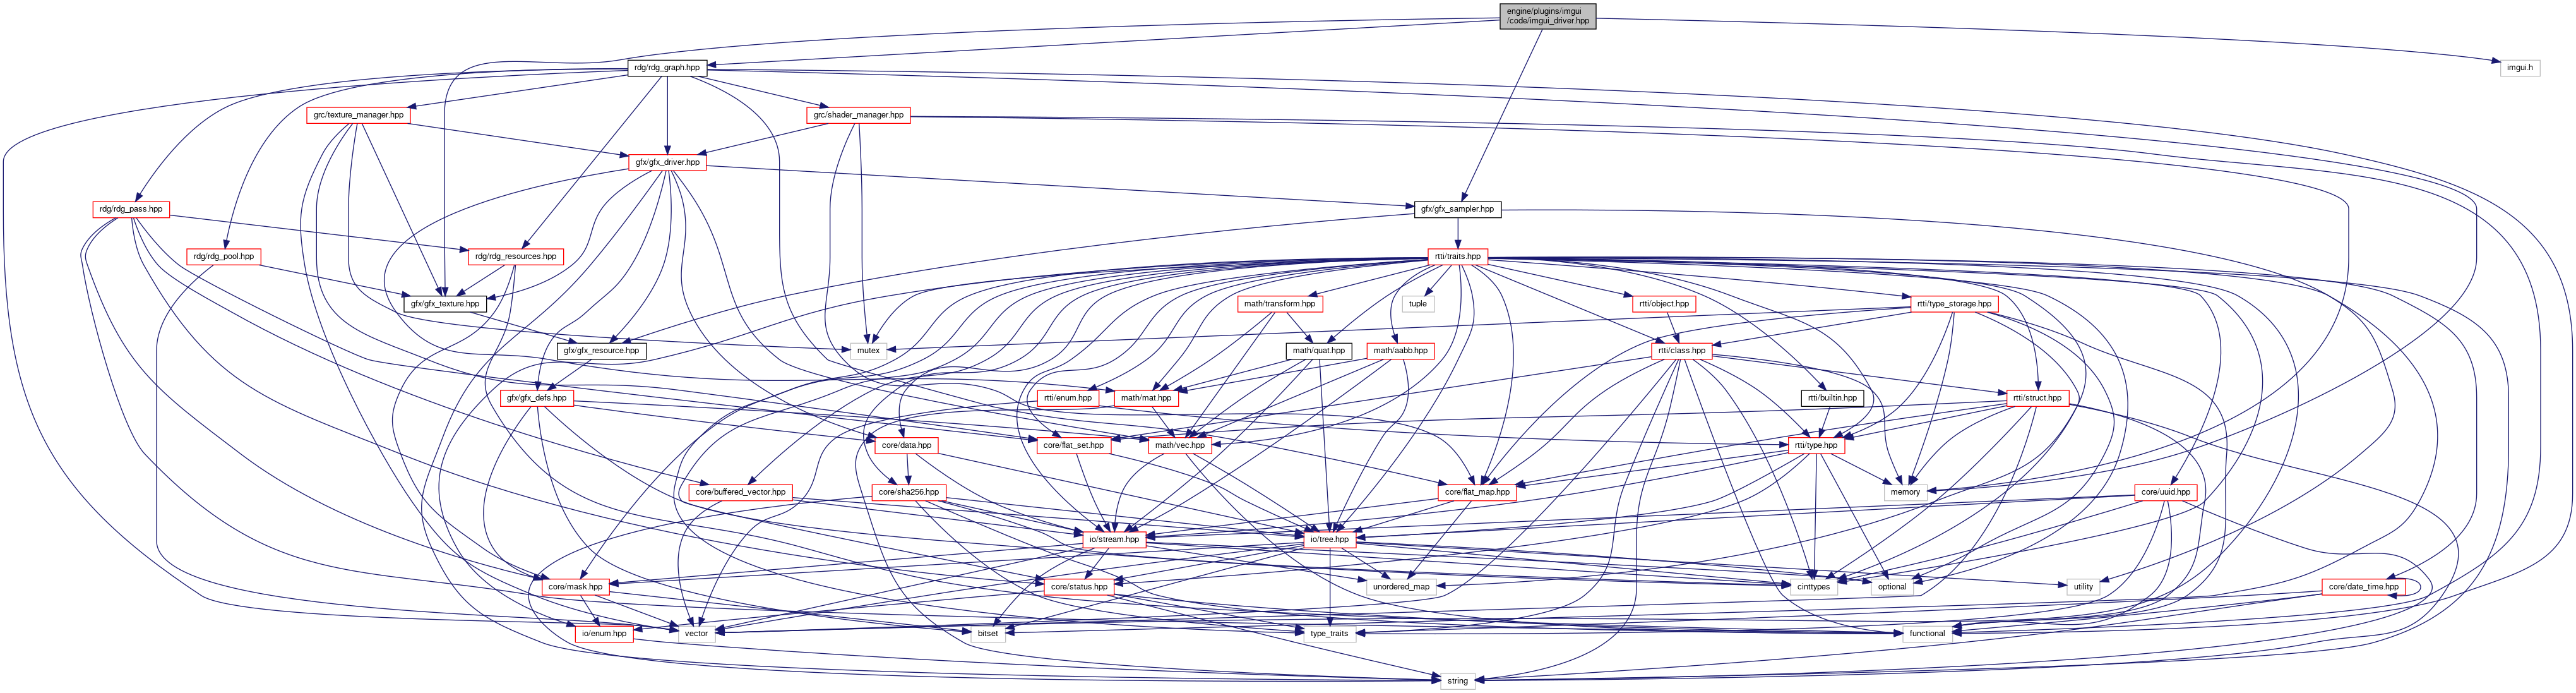 engine/plugins/imgui
/code/imgui_driver.hpp
rdg/rdg_graph.hpp
imgui.h
grc/texture_manager.hpp
grc/shader_manager.hpp
gfx/gfx_driver.hpp
rdg/rdg_pass.hpp
gfx/gfx_sampler.hpp
rdg/rdg_pool.hpp
rdg/rdg_resources.hpp
rtti/traits.hpp
gfx/gfx_texture.hpp
math/transform.hpp
tuple
rtti/object.hpp
rtti/type_storage.hpp
gfx/gfx_resource.hpp
mutex
math/quat.hpp
math/aabb.hpp
rtti/class.hpp
gfx/gfx_defs.hpp
rtti/enum.hpp
math/mat.hpp
rtti/builtin.hpp
rtti/struct.hpp
core/data.hpp
core/flat_set.hpp
math/vec.hpp
rtti/type.hpp
core/buffered_vector.hpp
core/sha256.hpp
core/flat_map.hpp
memory
core/uuid.hpp
io/stream.hpp
io/tree.hpp
core/mask.hpp
core/status.hpp
unordered_map
cinttypes
optional
utility
core/date_time.hpp
io/enum.hpp
vector
bitset
type_traits
functional
string